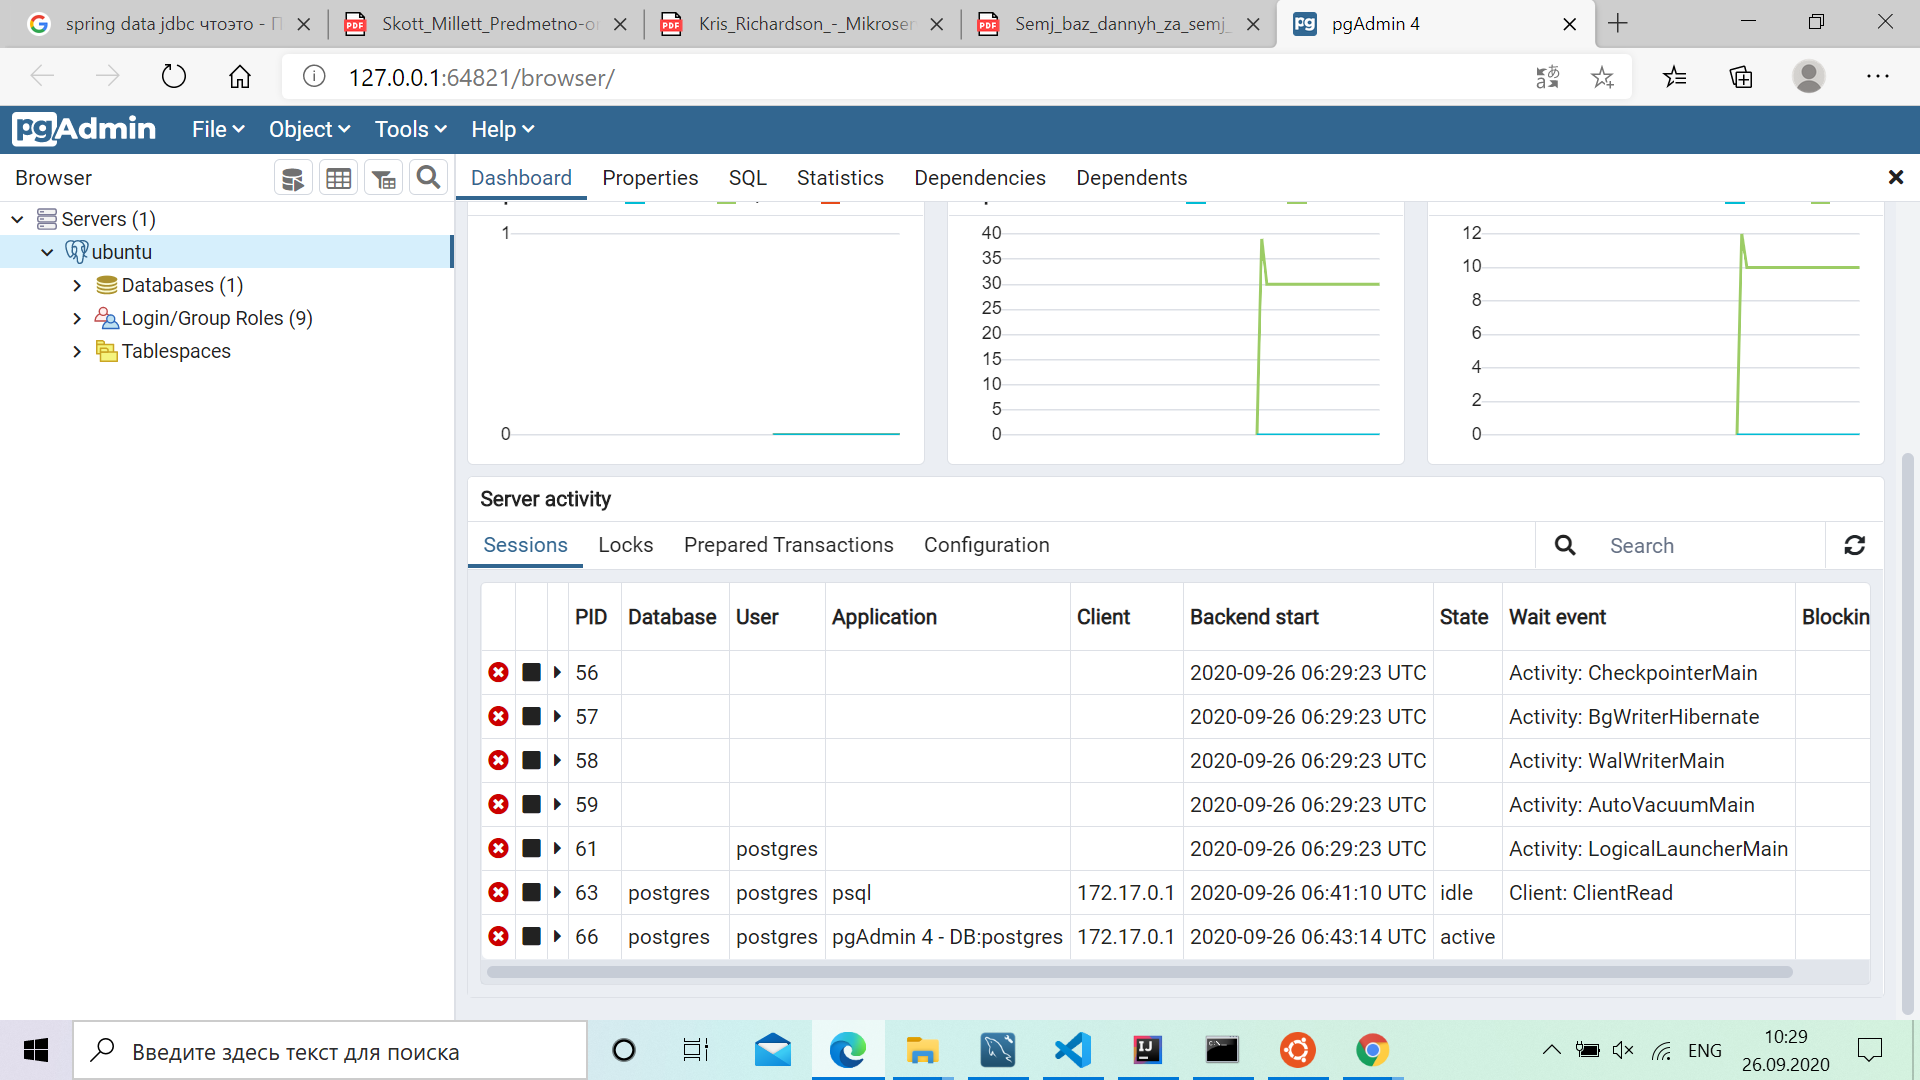 spring data jdbc чтоэто - П
Skott_Millett_Predmetno-or
Kris_Richardson_-_Mikroser
Semj_baz_dannyh_za_semj_
pgAdmin 4
127.0.0.1:64821/browser/
pgAdmin File Object Tools Help
Browser
Dashboard Properties SQL Statistics Dependencies Dependents
Servers (1)
ubuntu
Databases (1)
Login/Group Roles (9)
Tablespaces
1
0
40
35
30
25
20
15
10
5
0
12
10
8
6
4
2
0
Server activity
Sessions Locks Prepared Transactions Configuration Search
PID Database User Application Client Backend start State Wait event Blockin
56 2020-09-26 06:29:23 UTC Activity: CheckpointerMain
57 2020-09-26 06:29:23 UTC Activity: BgWriterHibernate
58 2020-09-26 06:29:23 UTC Activity: WalWriterMain
59 2020-09-26 06:29:23 UTC Activity: AutoVacuumMain
61 postgres 2020-09-26 06:29:23 UTC Activity: LogicalLauncherMain
63 postgres postgres psql 172.17.0.1 2020-09-26 06:41:10 UTC idle Client: ClientRead
66 postgres postgres pgAdmin 4 - DB:postgres 172.17.0.1 2020-09-26 06:43:14 UTC active
Введите здесь текст для поиска
ENG
10:29
26.09.2020